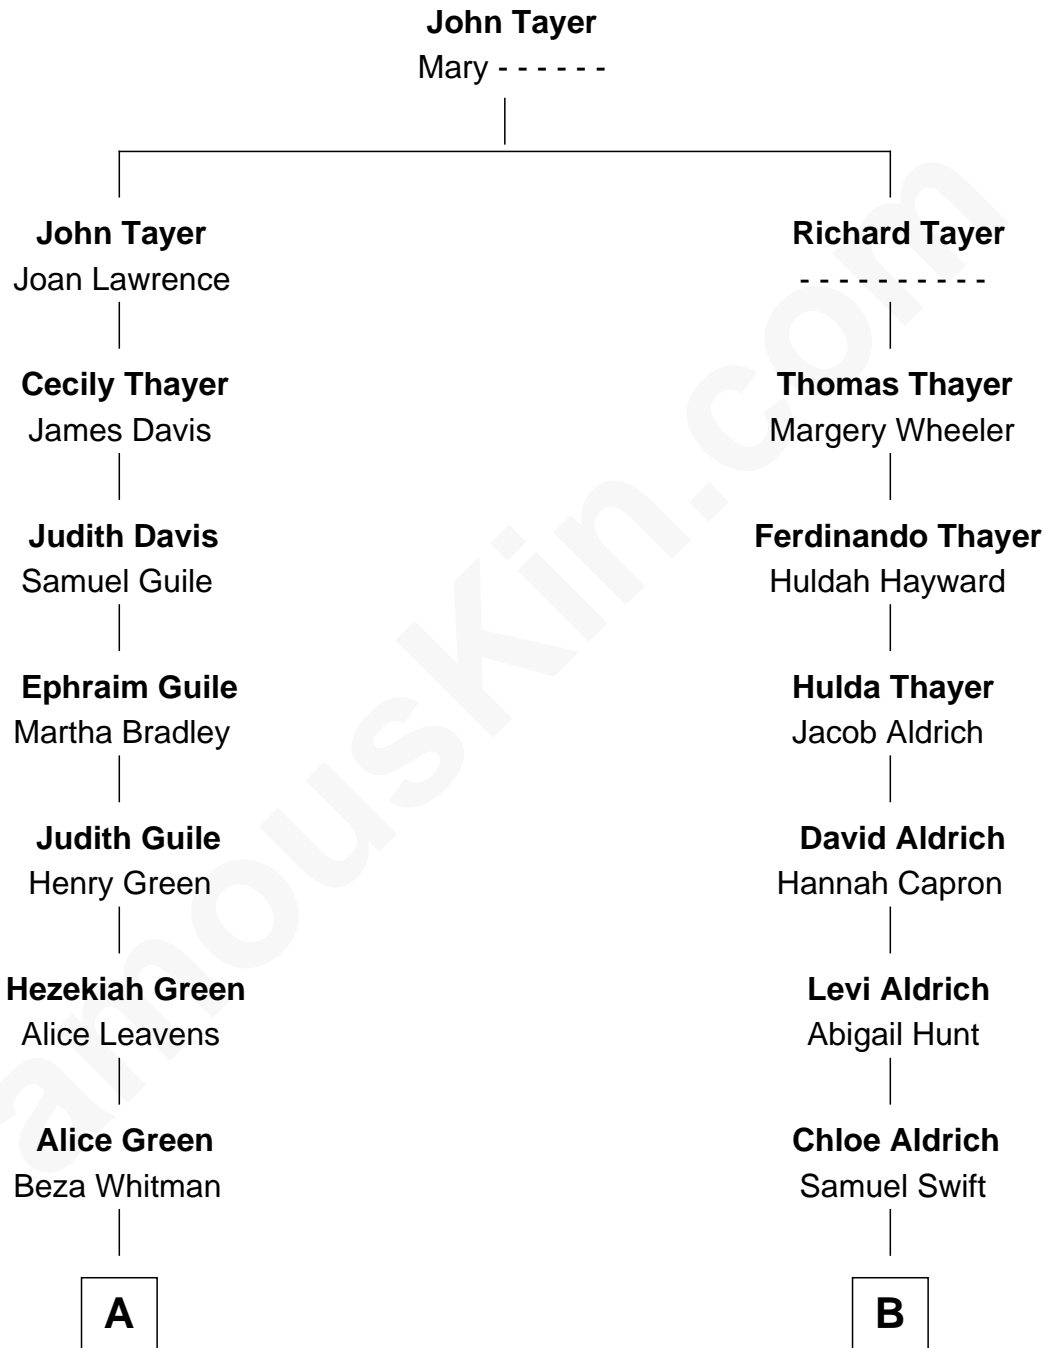 John Tayer
Mary - - - - - -
John Tayer
Joan Lawrence
Richard Tayer
- - - - - - - - - -
Cecily Thayer
James Davis
Thomas Thayer
Margery Wheeler
Judith Davis
Samuel Guile
Ferdinando Thayer
Huldah Hayward
Ephraim Guile
Martha Bradley
Hulda Thayer
Jacob Aldrich
Judith Guile
Henry Green
David Aldrich
Hannah Capron
Hezekiah Green
Alice Leavens
Levi Aldrich
Abigail Hunt
Alice Green
Beza Whitman
Chloe Aldrich
Samuel Swift
A
B
amousKin.com